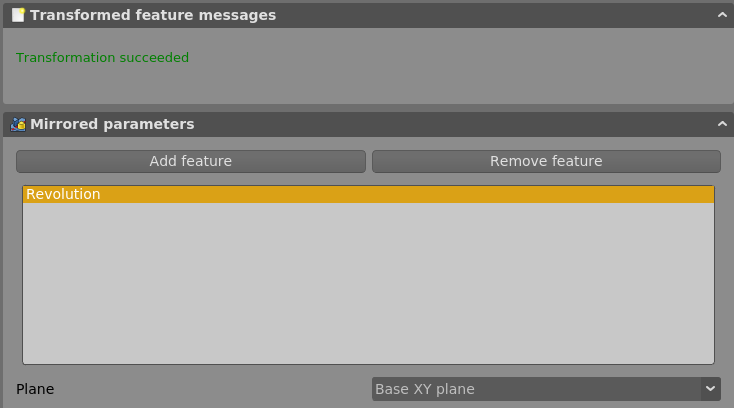 Transformed feature messages
Transformation succeeded
Mirrored parameters
Add feature Remove feature
Revolution
Plane Base XY plane